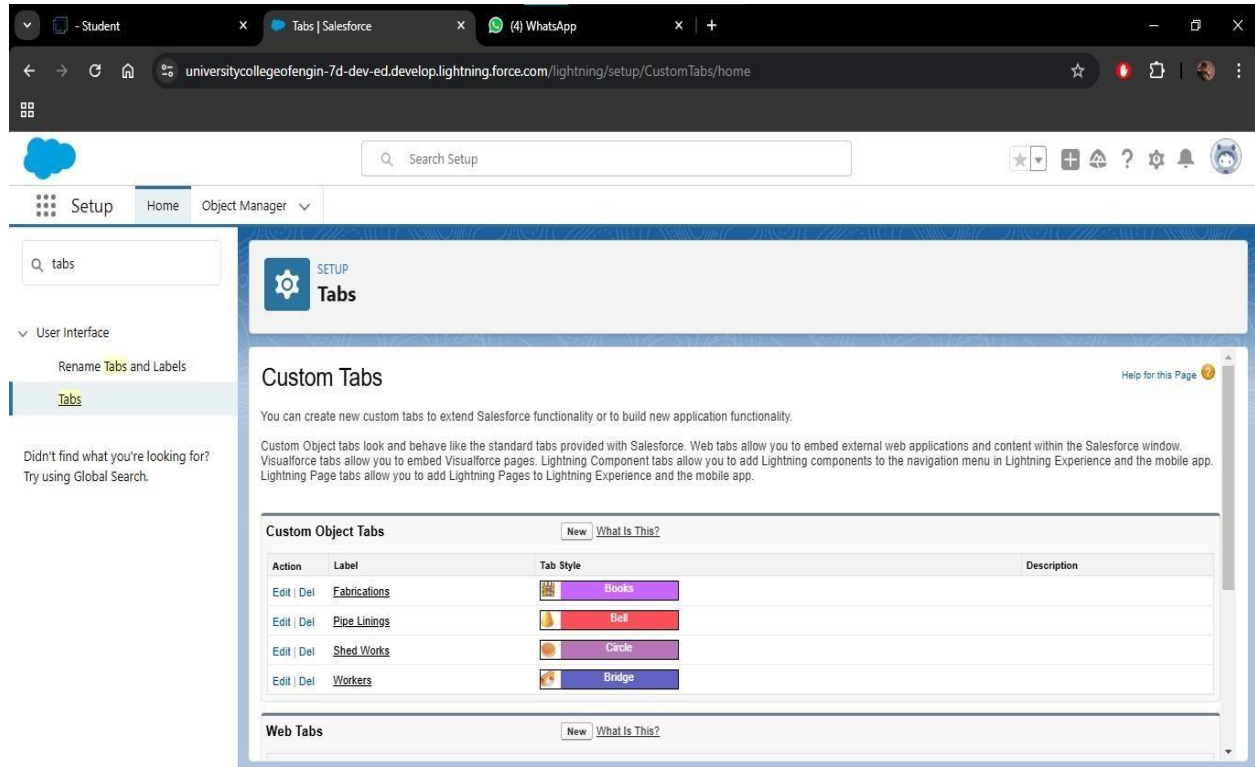 - Student
Tabs | Salesforce
(4) WhatsApp
universitycollegeofengin-7d-dev-ed.develop.lightning.force.com/lightning/setup/CustomTabs/home
Search Setup
Setup
Home
Object Manager
tabs
User Interface
Rename Tabs and Labels
Tabs
Didn't find what you're looking for?
Try using Global Search.
SETUP
Tabs
Custom Tabs
Help for this Page
You can create new custom tabs to extend Salesforce functionality or to build new application functionality.
Custom Object tabs look and behave like the standard tabs provided with Salesforce. Web tabs allow you to embed external web applications and content within the Salesforce window.
Visualforce tabs allow you to embed Visualforce pages. Lightning Component tabs allow you to add Lightning components to the navigation menu in Lightning Experience and the mobile app.
Lightning Page tabs allow you to add Lightning Pages to Lightning Experience and the mobile app.
Custom Object Tabs New What Is This?
Action Label Tab Style Description
Edit | Del Fabrications Books
Edit | Del Pipe Linings Bell
Edit | Del Shed Works Circle
Edit | Del Workers Bridge
Web Tabs New What Is This?